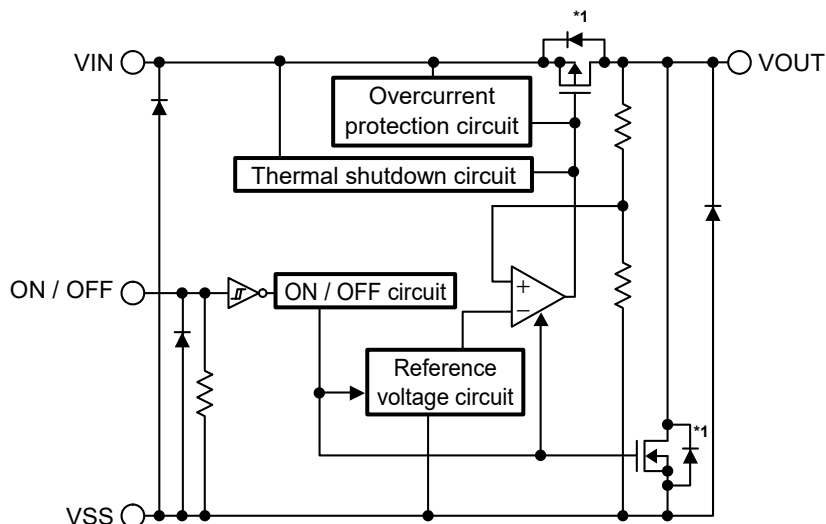 *1
VIN
VOUT
Overcurrent
protection circuit
Thermal shutdown circuit
ON / OFF
ON / OFF circuit
+
−
Reference
voltage circuit
*1
VSS